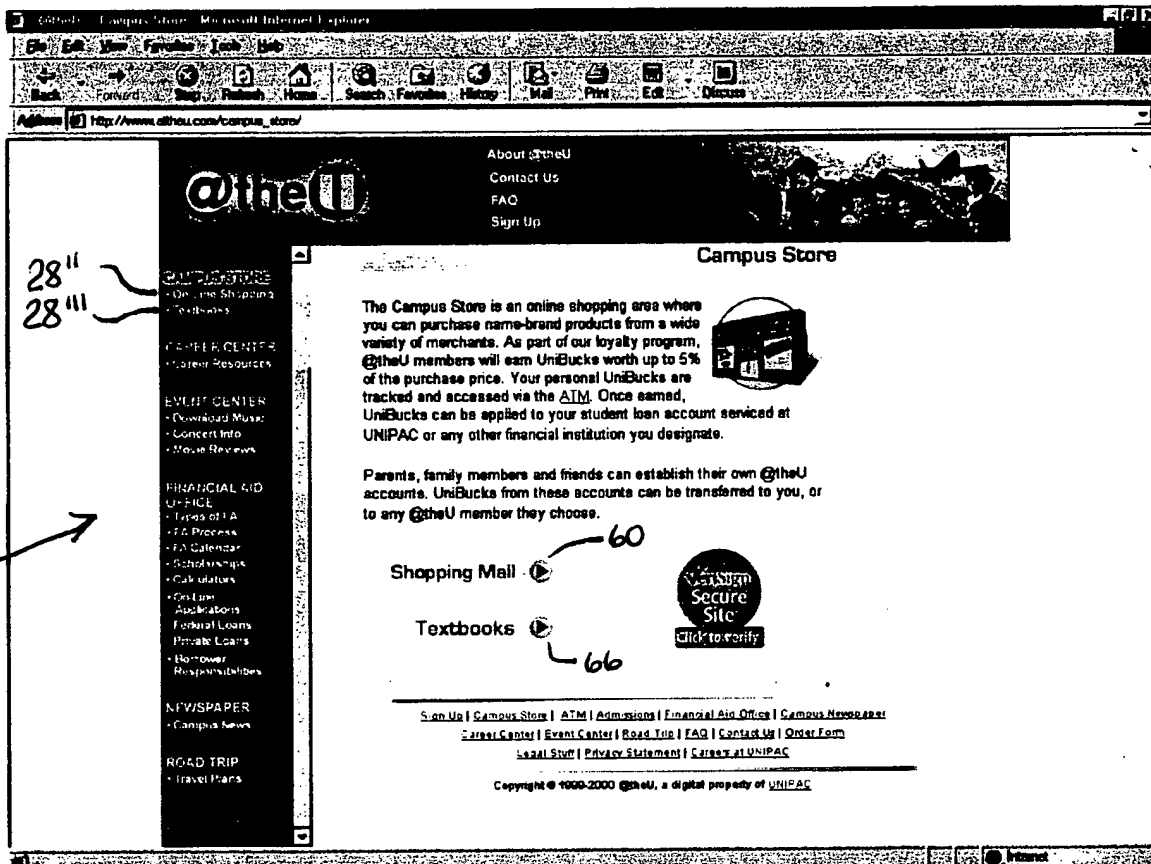 @theU - Campus Store - Microsoft Internet Explorer
File Edit View Favorites Tools Help
Back Forward Stop Refresh Home Search Favorites History Mail Print Edit Discuss
Address http://www.attheu.com/campus_store/
@theU
About @theU
Contact Us
FAQ
Sign Up
28''
28'''
CAMPUS STORE
• On-Line Shopping
• Textbooks
CAREER CENTER
• Career Resources
EVENT CENTER
• Download Music
• Concert Info
• Movie Reviews
FINANCIAL AID
OFFICE
• Types of FA
• FA Process
• FA Calendar
• Scholarships
• Calculators
• On-Line
Applications
Federal Loans
Private Loans
• Borrower
Responsibilities
NEWSPAPER
• Campus News
ROAD TRIP
• Travel Plans
Campus Store
The Campus Store is an online shopping area where
you can purchase name-brand products from a wide
variety of merchants. As part of our loyalty program,
@theU members will earn UniBucks worth up to 5%
of the purchase price. Your personal UniBucks are
tracked and accessed via the ATM. Once earned,
UniBucks can be applied to your student loan account serviced at
UNIPAC or any other financial institution you designate.
Parents, family members and friends can establish their own @theU
accounts. UniBucks from these accounts can be transferred to you, or
to any @theU member they choose.
60
Shopping Mall
Textbooks
66
VeriSign
Secure
Site
Click to verify
Sign Up | Campus Store | ATM | Admissions | Financial Aid Office | Campus Newspaper
Career Center | Event Center | Road Trip | FAQ | Contact Us | Order Form
Legal Stuff | Privacy Statement | Careers at UNIPAC
Copyright © 1999-2000 @theU, a digital property of UNIPAC
Internet